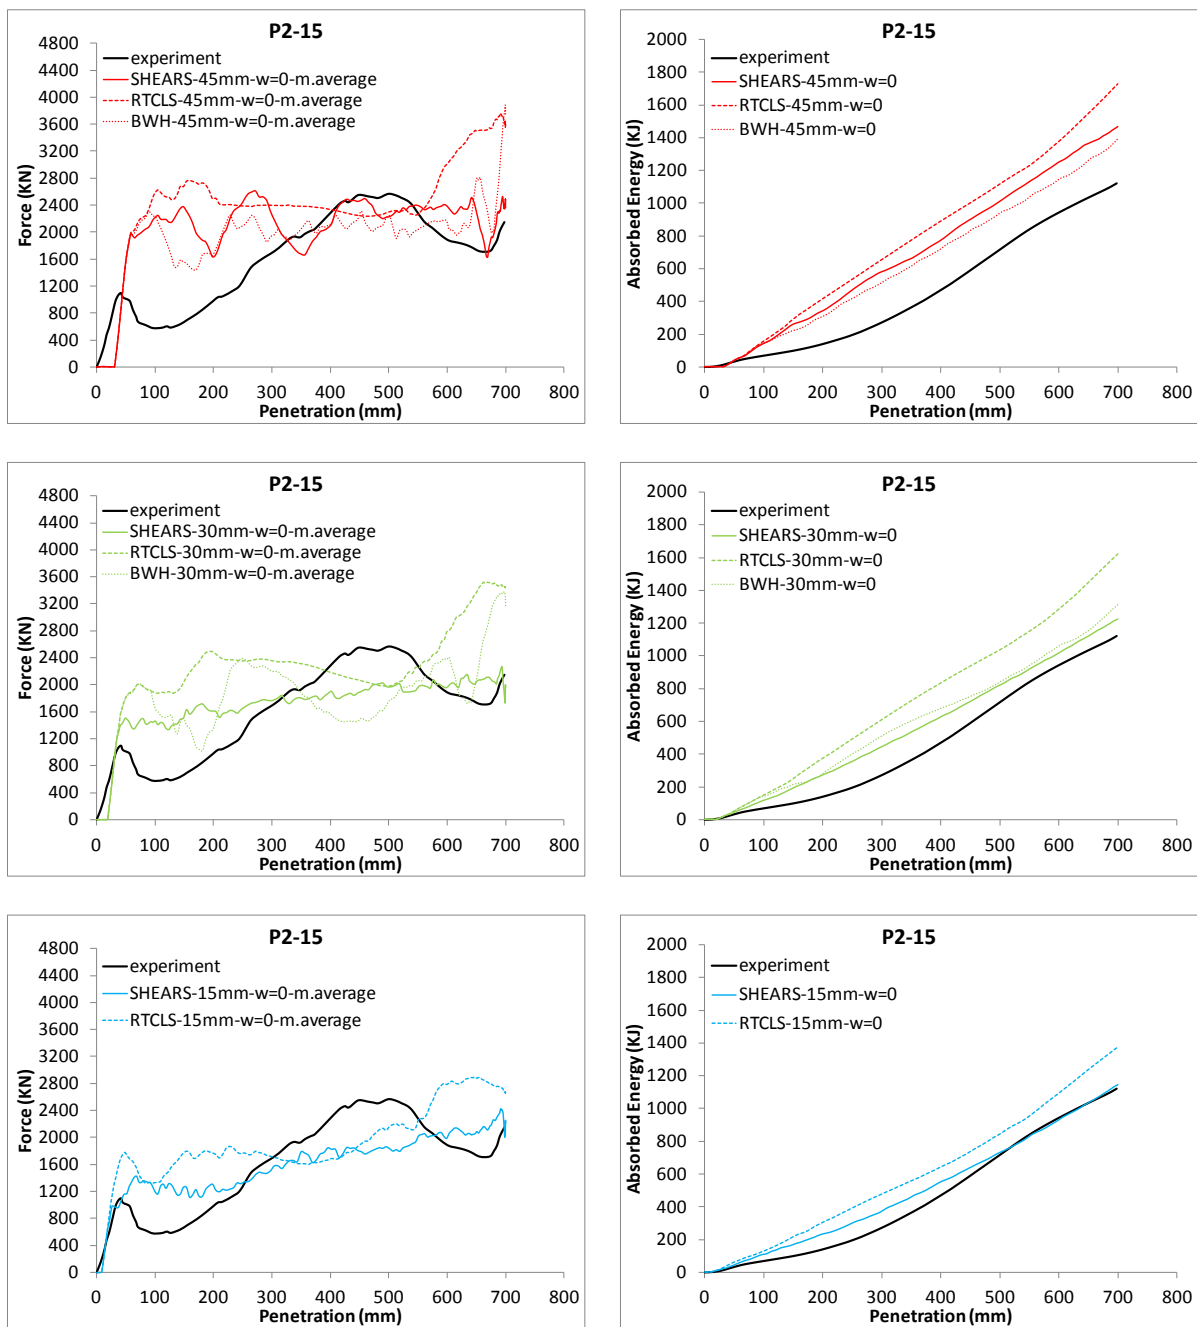 P2-15
4800
4400
4000
3600
3200
2800
2400
2000
1600
1200
800
400
0
Force (KN)
experiment
SHEARS-45mm-w=0-m.average
RTCLS-45mm-w=0-m.average
BWH-45mm-w=0-m.average
0 100 200 300 400 500 600 700 800
Penetration (mm)
P2-15
2000
1800
1600
1400
1200
1000
800
600
400
200
0
Absorbed Energy (KJ)
experiment
SHEARS-45mm-w=0
RTCLS-45mm-w=0
BWH-45mm-w=0
0 100 200 300 400 500 600 700 800
Penetration (mm)
P2-15
4800
4400
4000
3600
3200
2800
2400
2000
1600
1200
800
400
0
Force (KN)
experiment
SHEARS-30mm-w=0-m.average
RTCLS-30mm-w=0-m.average
BWH-30mm-w=0-m.average
0 100 200 300 400 500 600 700 800
Penetration (mm)
P2-15
2000
1800
1600
1400
1200
1000
800
600
400
200
0
Absorbed Energy (KJ)
experiment
SHEARS-30mm-w=0
RTCLS-30mm-w=0
BWH-30mm-w=0
0 100 200 300 400 500 600 700 800
Penetration (mm)
P2-15
4800
4400
4000
3600
3200
2800
2400
2000
1600
1200
800
400
0
Force (KN)
experiment
SHEARS-15mm-w=0-m.average
RTCLS-15mm-w=0-m.average
0 100 200 300 400 500 600 700 800
Penetration (mm)
P2-15
2000
1800
1600
1400
1200
1000
800
600
400
200
0
Absorbed Energy (KJ)
experiment
SHEARS-15mm-w=0
RTCLS-15mm-w=0
0 100 200 300 400 500 600 700 800
Penetration (mm)